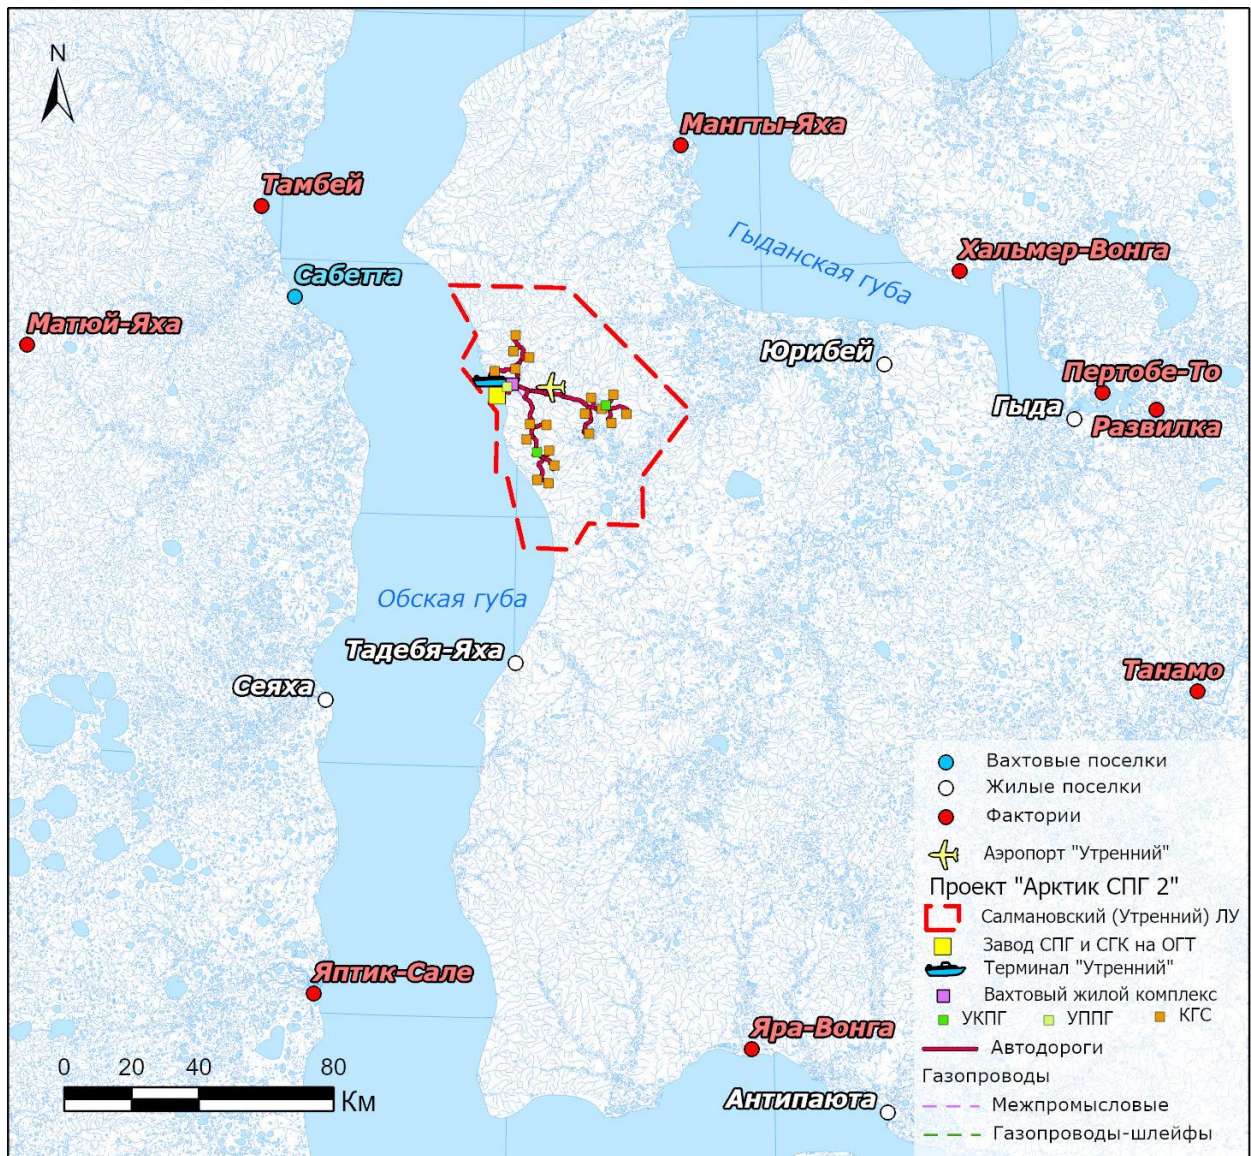 N
Мангты-Яха
Тамбей
Гыданская губа
Хальмер-Вонга
Сабетта
Матюй-Яха
Юрибей
Пертобе-То
Гыда
Развилка
Обская губа
Тадебя-Яха
Сеяха
Танамо
Яптик-Сале
Яра-Вонга
Антипаюта
0 20 40 80
Км
Вахтовые поселки
Жилые поселки
Фактории
Аэропорт "Утренний"
Проект "Арктик СПГ 2"
Салмановский (Утренний) ЛУ
Завод СПГ и СГК на ОГТ
Терминал "Утренний"
Вахтовый жилой комплекс
УКПГ УППГ КГС
Автодороги
Газопроводы
Межпромысловые
Газопроводы-шлейфы